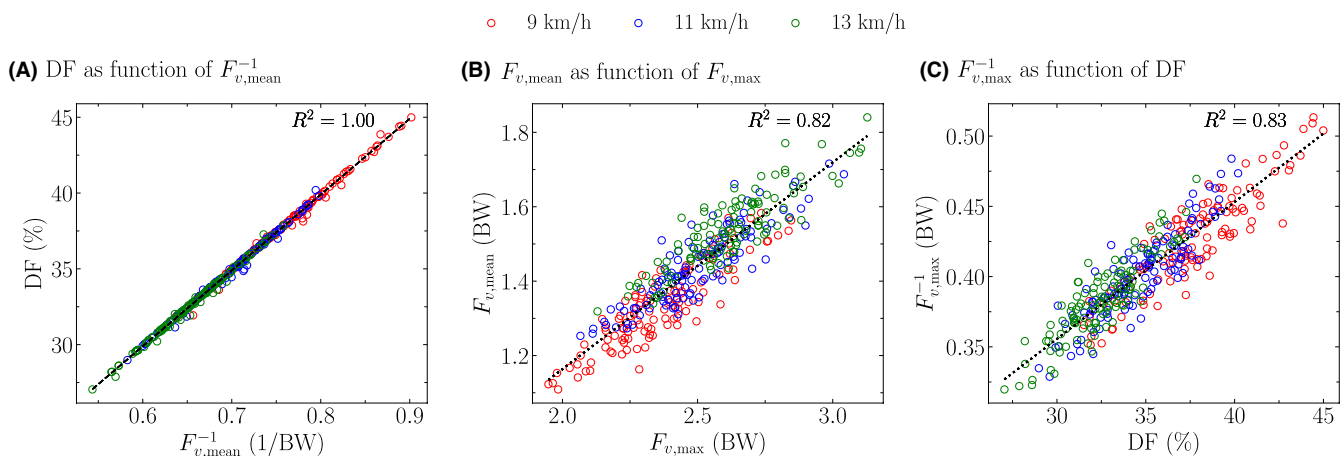 9 km/h 11 km/h 13 km/h
(A) DF as function of F_{v,mean}^{-1}
R² = 1.00
45
40
35
30
DF (%)
0.6 0.7 0.8 0.9
F_{v,mean}^{-1} (1/BW)
(B) F_{v,mean} as function of F_{v,max}
R² = 0.82
1.8
1.6
1.4
1.2
F_{v,mean} (BW)
2.0 2.5 3.0
F_{v,max} (BW)
(C) F_{v,max}^{-1} as function of DF
R² = 0.83
0.50
0.45
0.40
0.35
F_{v,max}^{-1} (BW)
30 35 40 45
DF (%)